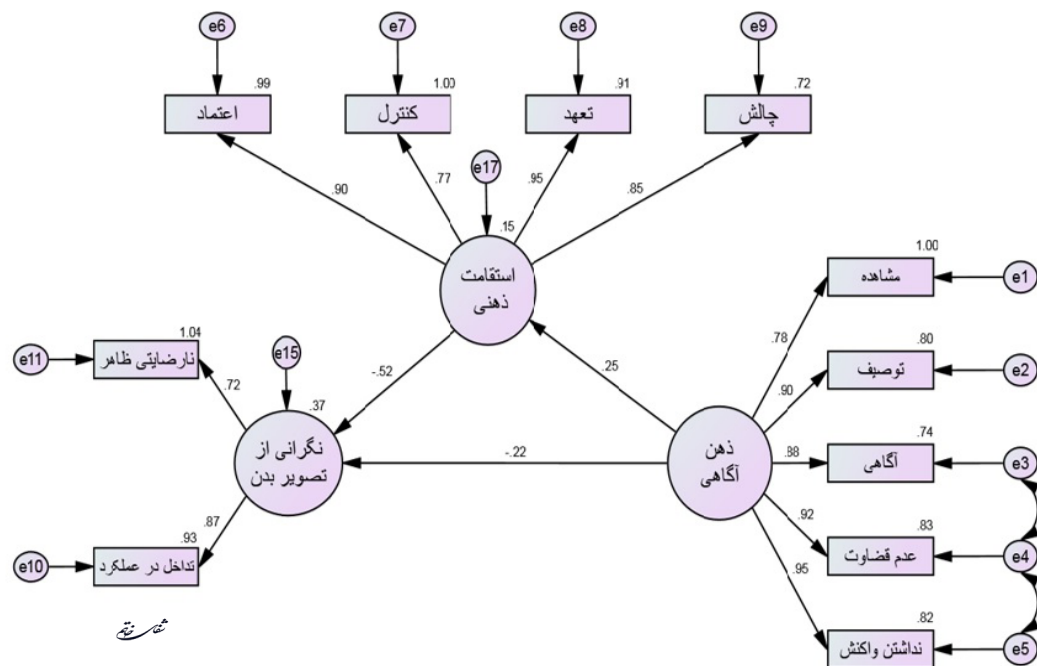 e6
e7
e8
e9
.99
1.00
.91
.72
اعتماد
کنترل
تعهد
چالش
.90
.77
.95
.85
e17
.15
استقامت
ذهنی
1.00
مشاهده
e1
.78
.80
توصیف
e2
.90
.74
آگاهی
e3
.88
.83
عدم قضاوت
e4
.92
.82
نداشتن واکنش
e5
.95
.25
-.52
-.22
ذهن
آگاهی
e15
.37
نگرانی از
تصویر بدن
1.04
نارضایتی ظاهر
e11
.72
.87
.93
تداخل در عملکرد
e10
شفای خاتم